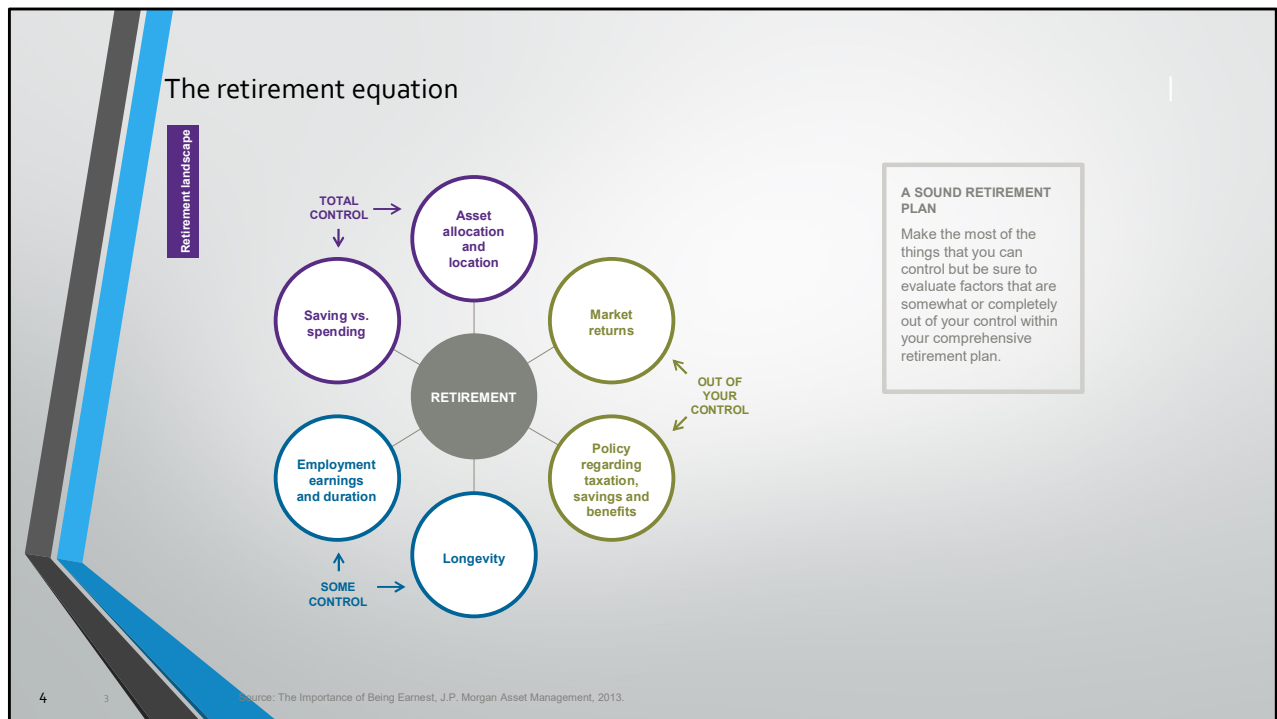 The retirement equation
Retirement landscape
TOTAL
CONTROL
Asset
allocation
and
location
Saving vs.
spending
Market
returns
RETIREMENT
OUT OF
YOUR
CONTROL
Employment
earnings
and duration
Policy
regarding
taxation,
savings and
benefits
Longevity
SOME
CONTROL
A SOUND RETIREMENT
PLAN
Make the most of the
things that you can
control but be sure to
evaluate factors that are
somewhat or completely
out of your control within
your comprehensive
retirement plan.
4
3
Source: The Importance of Being Earnest, J.P. Morgan Asset Management, 2013.